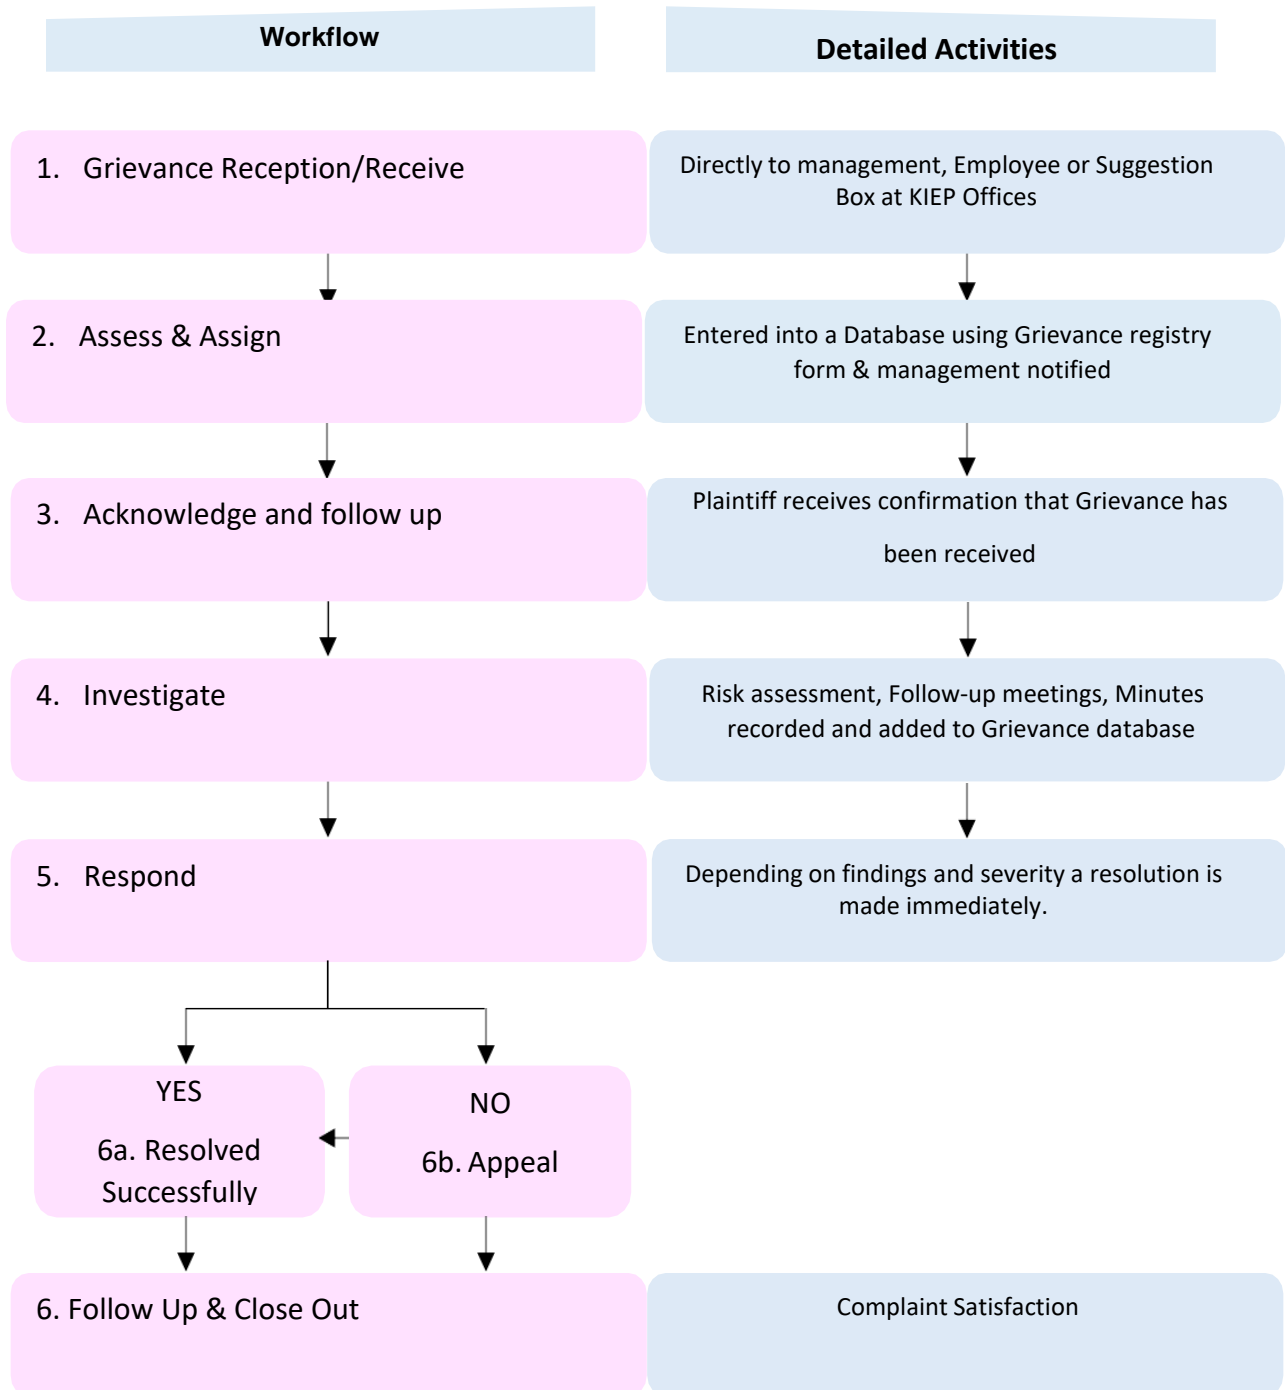 Workflow
Detailed Activities
1. Grievance Reception/Receive
Directly to management, Employee or Suggestion
Box at KIEP Offices
2. Assess & Assign
Entered into a Database using Grievance registry
form & management notified
3. Acknowledge and follow up
Plaintiff receives confirmation that Grievance has
been received
4. Investigate
Risk assessment, Follow-up meetings, Minutes
recorded and added to Grievance database
5. Respond
Depending on findings and severity a resolution is
made immediately.
YES
6a. Resolved
Successfully
NO
6b. Appeal
6. Follow Up & Close Out
Complaint Satisfaction